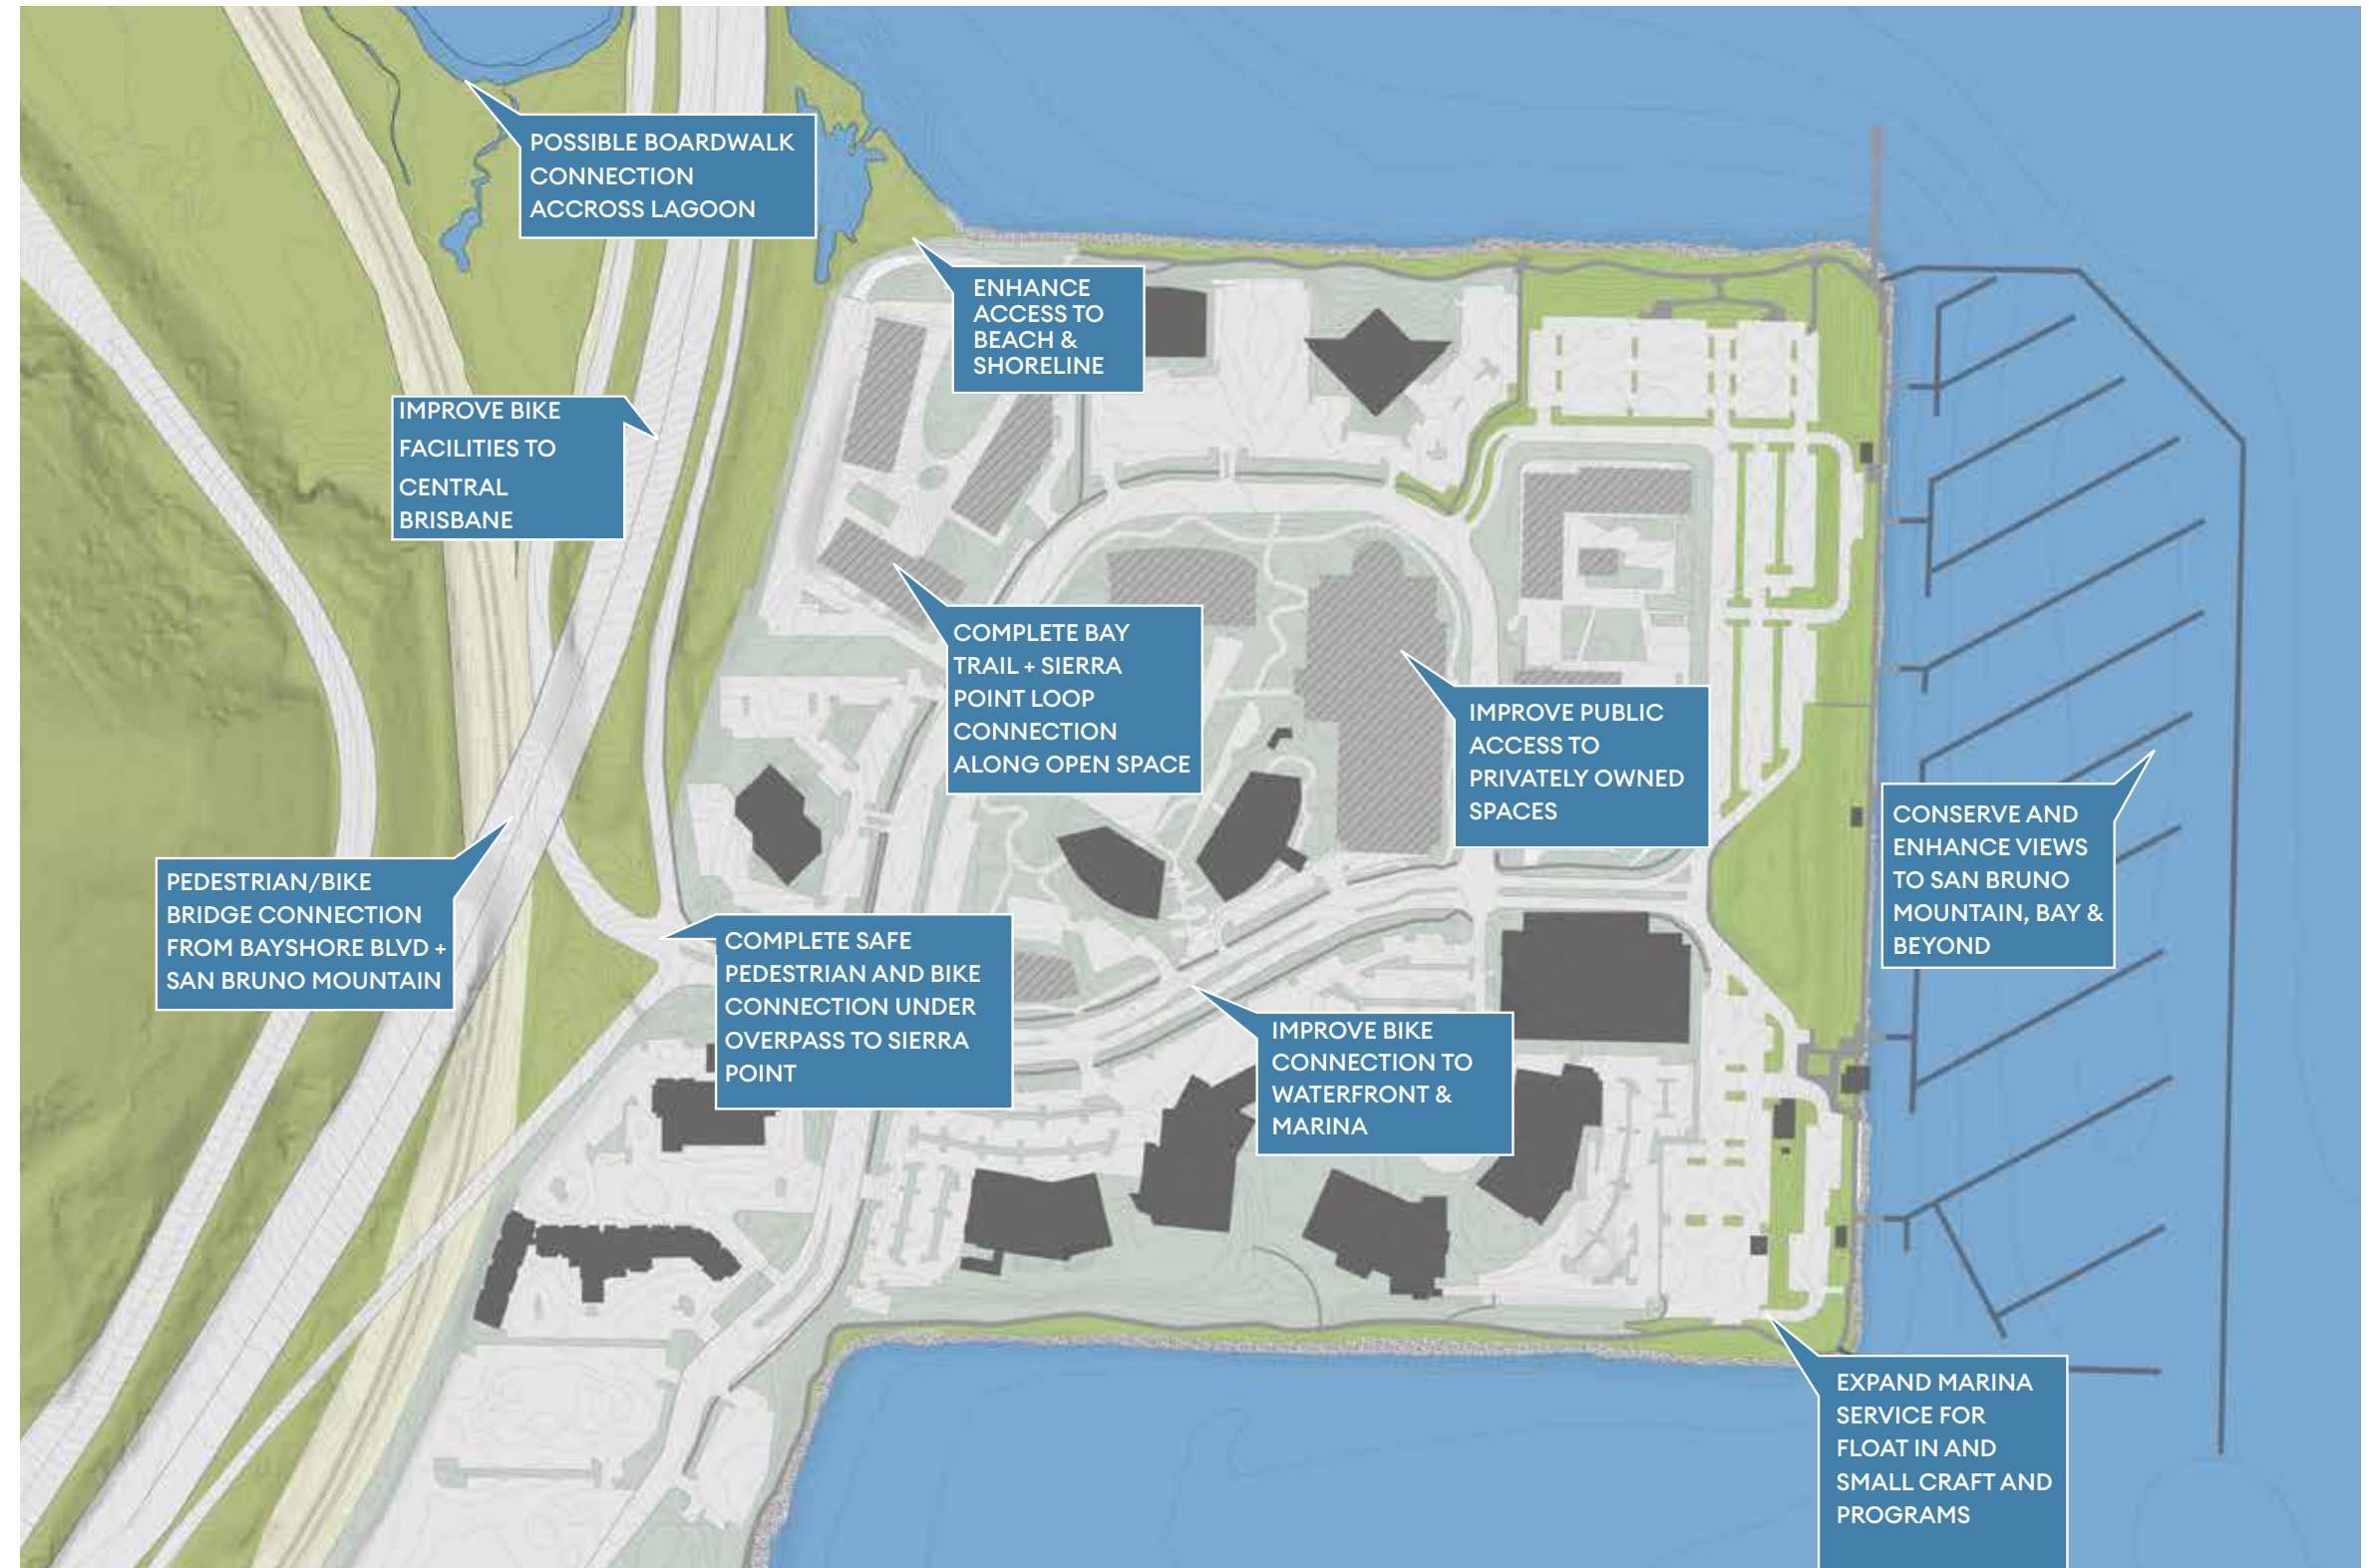 POSSIBLE BOARDWALK
CONNECTION
ACCROSS LAGOON
ENHANCE
ACCESS TO
BEACH &
SHORELINE
IMPROVE BIKE
FACILITIES TO
CENTRAL
BRISBANE
COMPLETE BAY
TRAIL + SIERRA
POINT LOOP
CONNECTION
ALONG OPEN SPACE
IMPROVE PUBLIC
ACCESS TO
PRIVATELY OWNED
SPACES
CONSERVE AND
ENHANCE VIEWS
TO SAN BRUNO
MOUNTAIN, BAY &
BEYOND
PEDESTRIAN/BIKE
BRIDGE CONNECTION
FROM BAYSHORE BLVD +
SAN BRUNO MOUNTAIN
COMPLETE SAFE
PEDESTRIAN AND BIKE
CONNECTION UNDER
OVERPASS TO SIERRA
POINT
IMPROVE BIKE
CONNECTION TO
WATERFRONT &
MARINA
EXPAND MARINA
SERVICE FOR
FLOAT IN AND
SMALL CRAFT AND
PROGRAMS